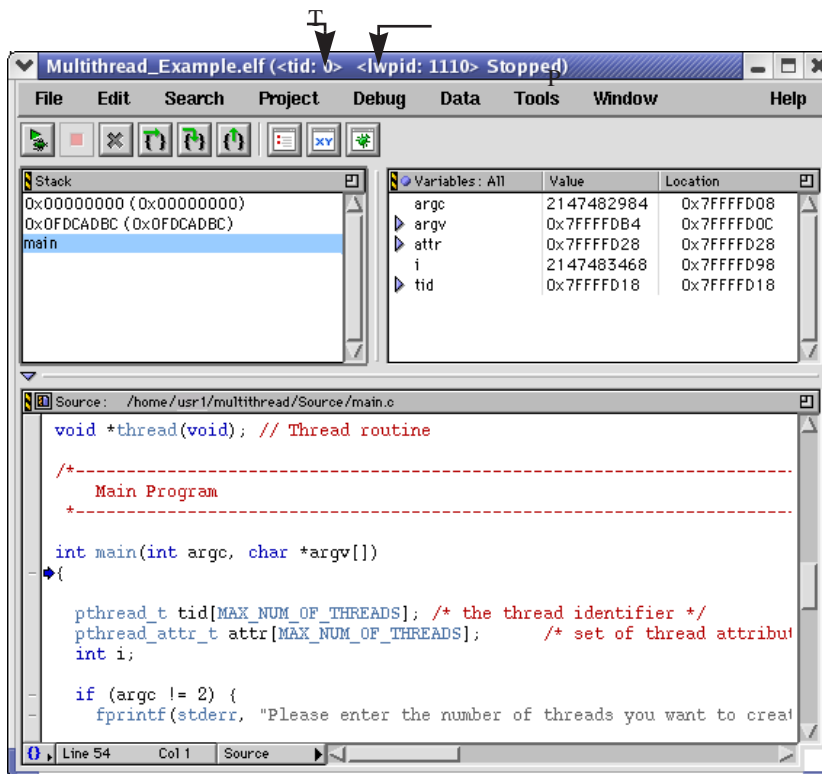 T
Multithread_Example.elf (<tid: 0> <lwpid: 1110> Stopped)
P
File Edit Search Project Debug Data Tools Window Help
Stack
0x00000000 (0x00000000)
0x0FDCADBC (0x0FDCADBC)
main
Variables: All Value Location
argc 2147482984 0x7FFFFD08
argv 0x7FFFFDB4 0x7FFFFD0C
attr 0x7FFFFD28 0x7FFFFD28
i 2147483468 0x7FFFFD98
tid 0x7FFFFD18 0x7FFFFD18
Source: /home/usr1/multithread/Source/main.c
void *thread(void); // Thread routine
/*---------------------------------------------------------------------------
Main Program
*---------------------------------------------------------------------------
int main(int argc, char *argv[])
{
pthread_t tid[MAX_NUM_OF_THREADS]; /* the thread identifier */
pthread_attr_t attr[MAX_NUM_OF_THREADS]; /* set of thread attribut
int i;
if (argc != 2) {
fprintf(stderr, "Please enter the number of threads you want to creat
{} Line 54 Col 1 Source